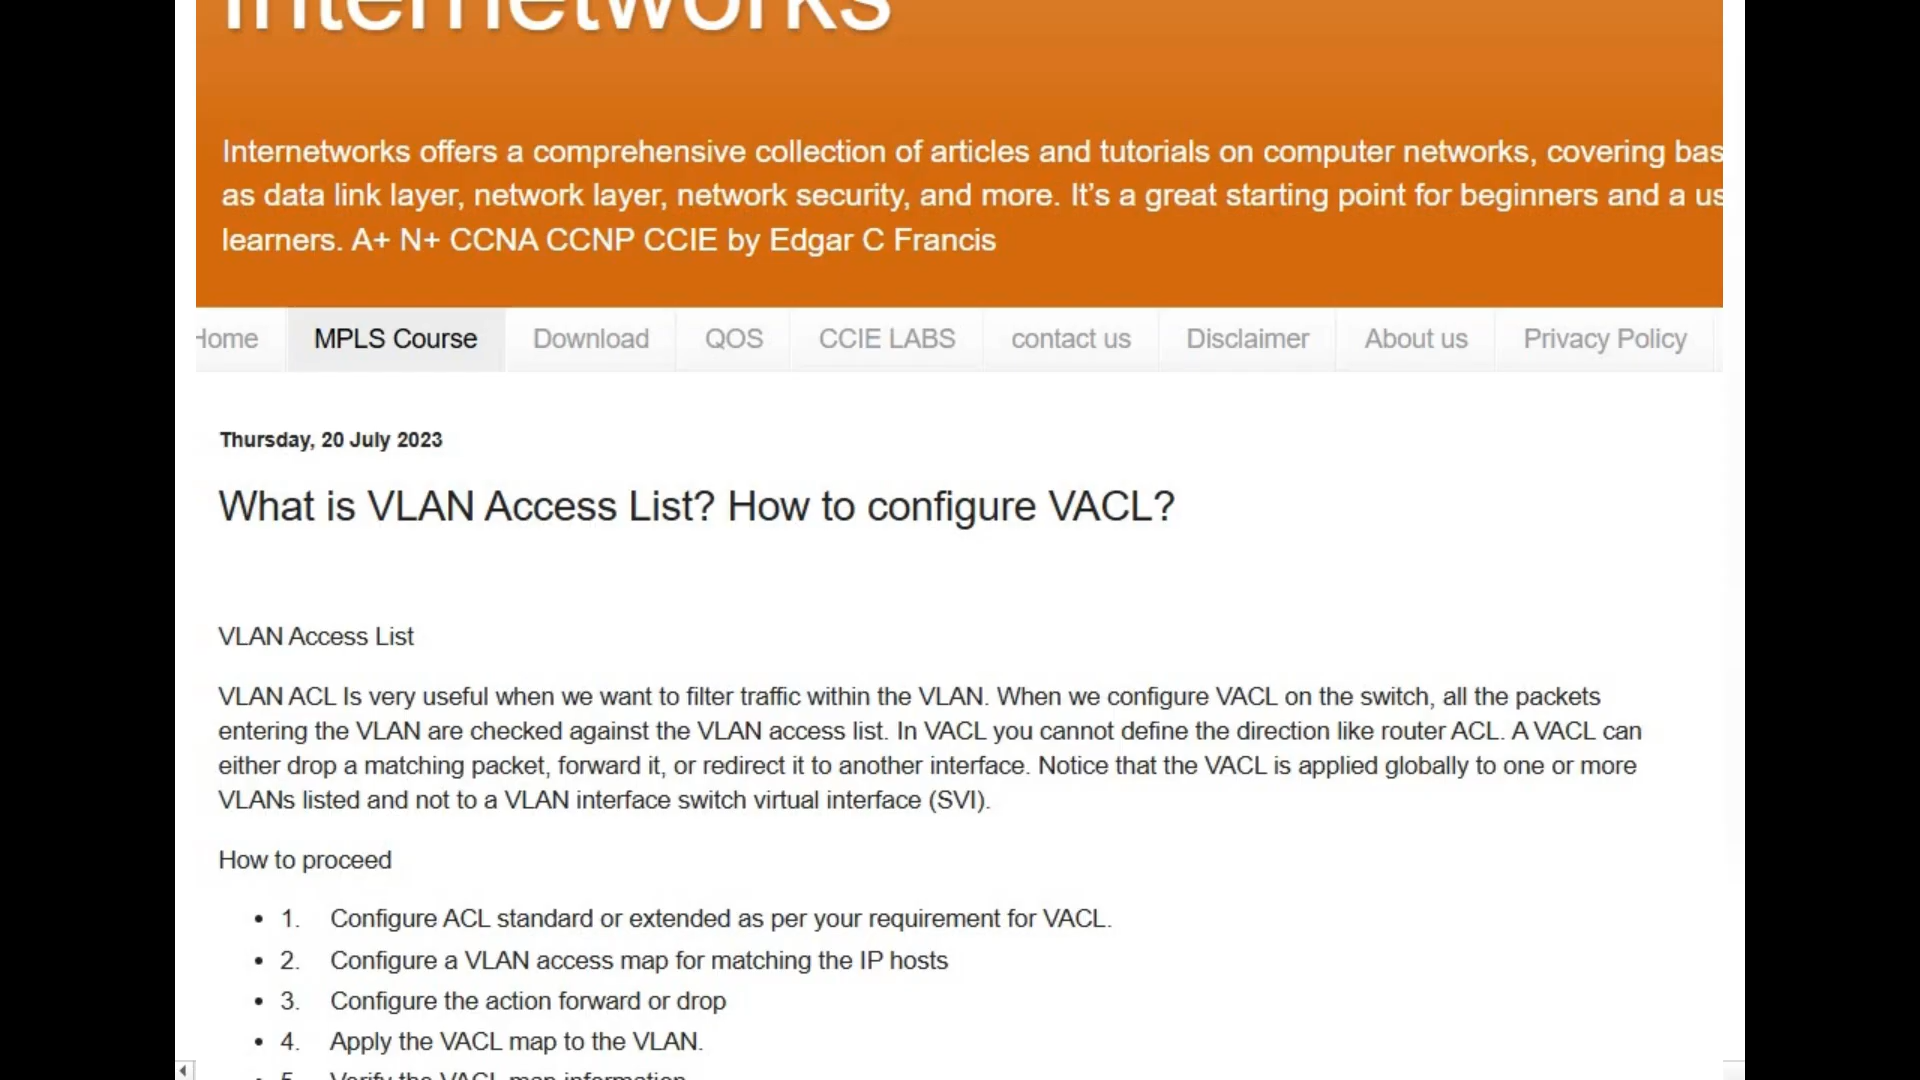 Internetworks
Internetworks offers a comprehensive collection of articles and tutorials on computer networks, covering bas
as data link layer, network layer, network security, and more. It’s a great starting point for beginners and a us
learners. A+ N+ CCNA CCNP CCIE by Edgar C Francis
Home MPLS Course Download QOS CCIE LABS contact us Disclaimer About us Privacy Policy
Thursday, 20 July 2023
What is VLAN Access List? How to configure VACL?
VLAN Access List
VLAN ACL Is very useful when we want to filter traffic within the VLAN. When we configure VACL on the switch, all the packets
entering the VLAN are checked against the VLAN access list. In VACL you cannot define the direction like router ACL. A VACL can
either drop a matching packet, forward it, or redirect it to another interface. Notice that the VACL is applied globally to one or more
VLANs listed and not to a VLAN interface switch virtual interface (SVI).
How to proceed
• 1. Configure ACL standard or extended as per your requirement for VACL.
• 2. Configure a VLAN access map for matching the IP hosts
• 3. Configure the action forward or drop
• 4. Apply the VACL map to the VLAN.
• 5. Verify the VACL map information